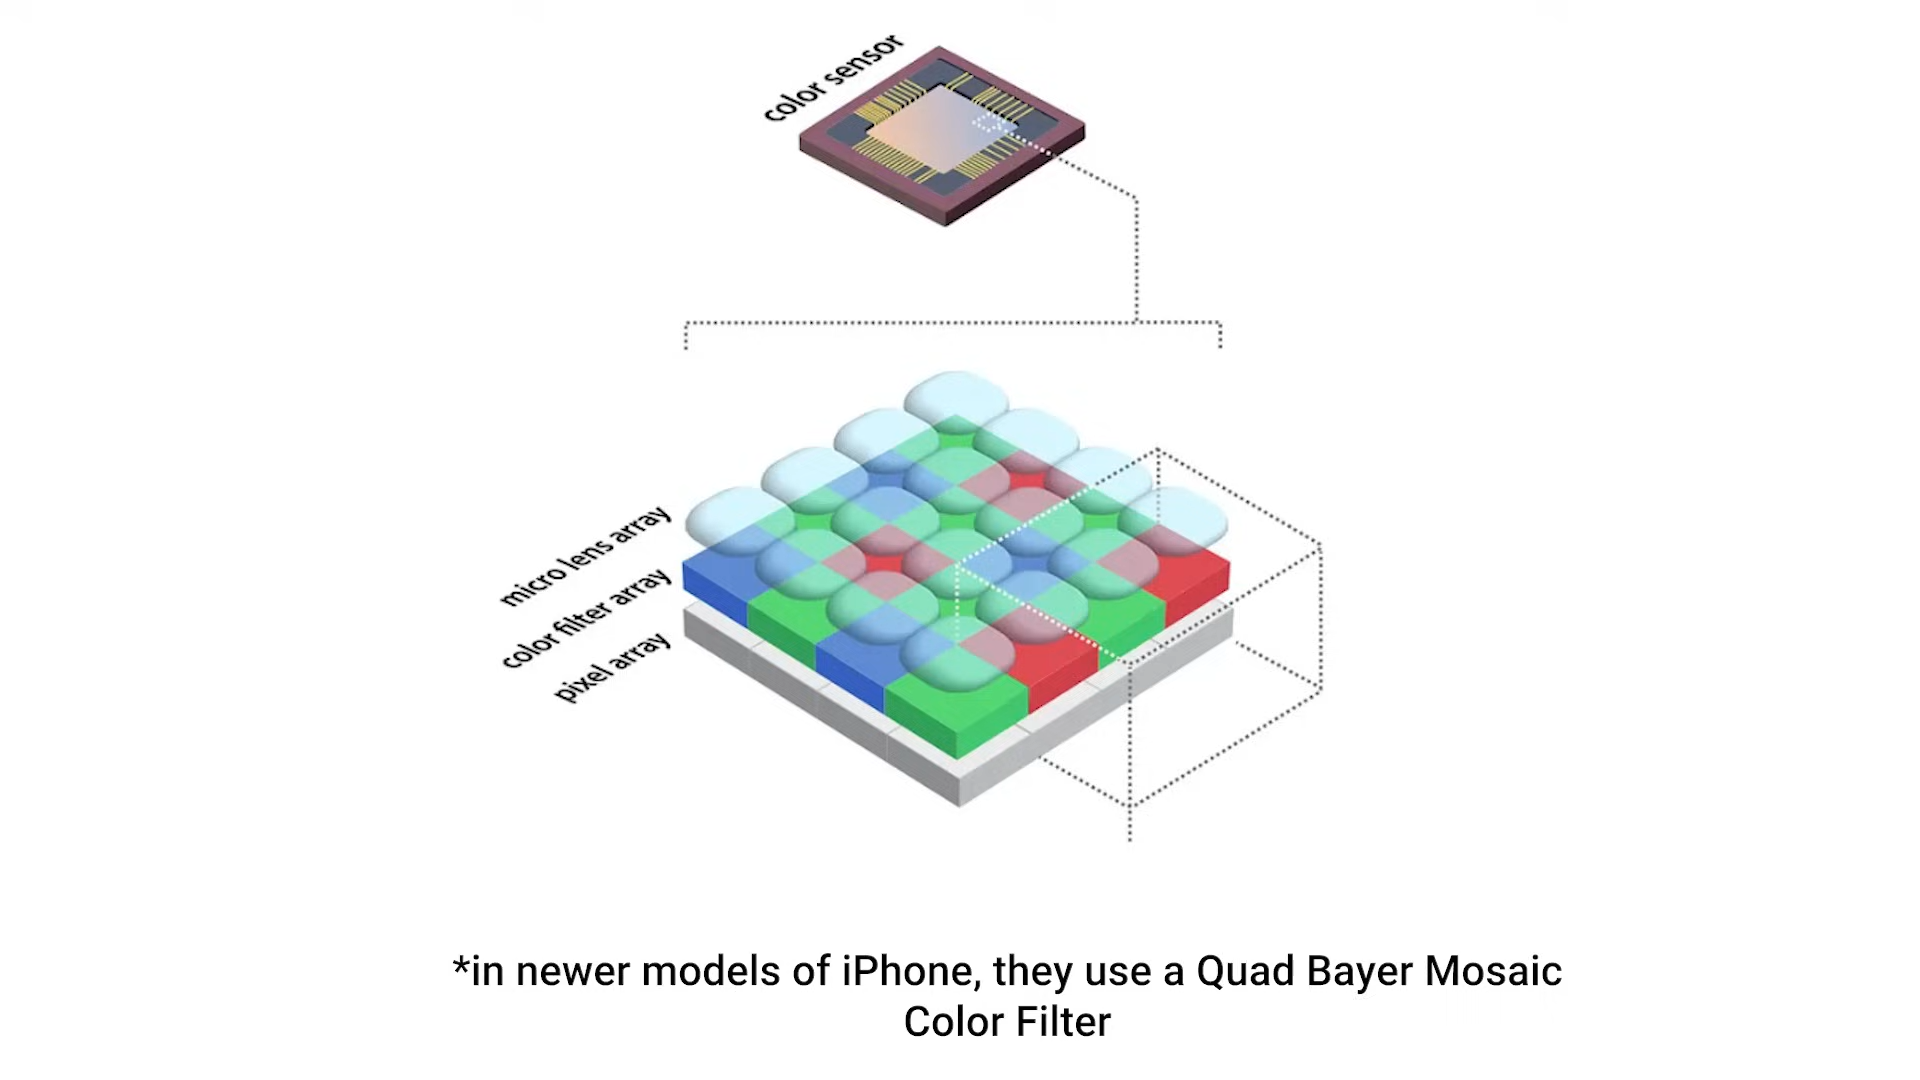 color sensor
micro lens array
color filter array
pixel array
*in newer models of iPhone, they use a Quad Bayer Mosaic
Color Filter